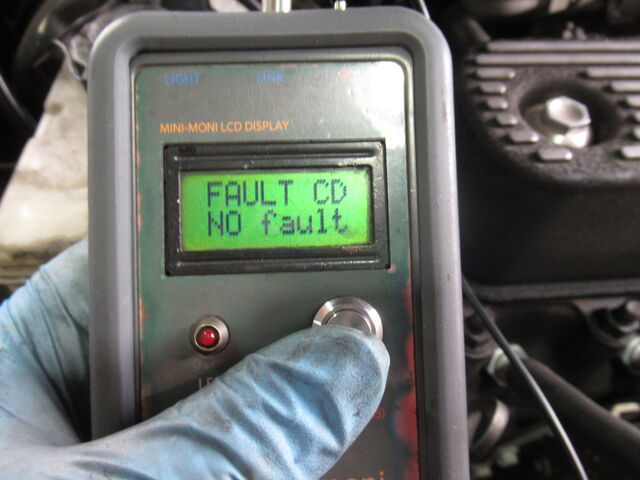 LIGHT LINK
MINI-MONI LCD DISPLAY
FAULT CD
NO fault